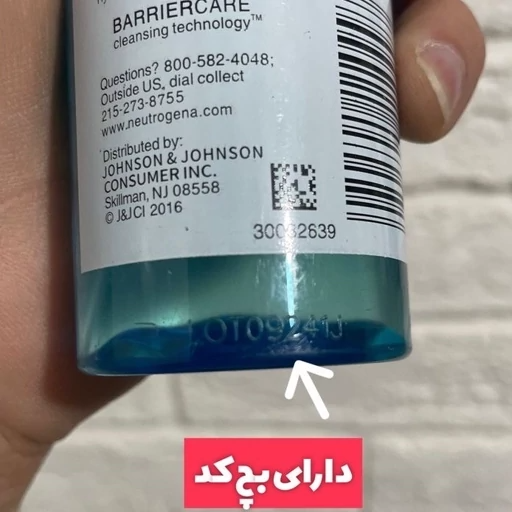 BARRIERCARE
cleansing technology™
Questions? 800-582-4048;
Outside US, dial collect
215-273-8755
www.neutrogena.com
Distributed by:
JOHNSON & JOHNSON
CONSUMER INC.
Skillman, NJ 08558
© J&JCI 2016
دارای بچ کد